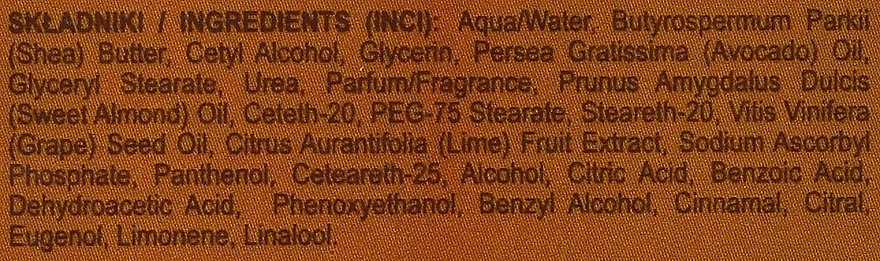 SKŁADNIKI / INGREDIENTS (INCI): Aqua/Water, Butyrospermum Parkii
(Shea) Butter, Cetyl Alcohol, Glycerin, Persea Gratissima (Avocado) Oil,
Glyceryl Stearate, Urea, Parfum/Fragrance, Prunus Amygdalus Dulcis
(Sweet Almond) Oil, Ceteth-20, PEG-75 Stearate, Steareth-20, Vitis Vinifera
(Grape) Seed Oil, Citrus Aurantifolia (Lime) Fruit Extract, Sodium Ascorbyl
Phosphate, Panthenol, Ceteareth-25, Alcohol, Citric Acid, Benzoic Acid,
Dehydroacetic Acid, Phenoxyethanol, Benzyl Alcohol, Cinnamal, Citral,
Eugenol, Limonene, Linalool.